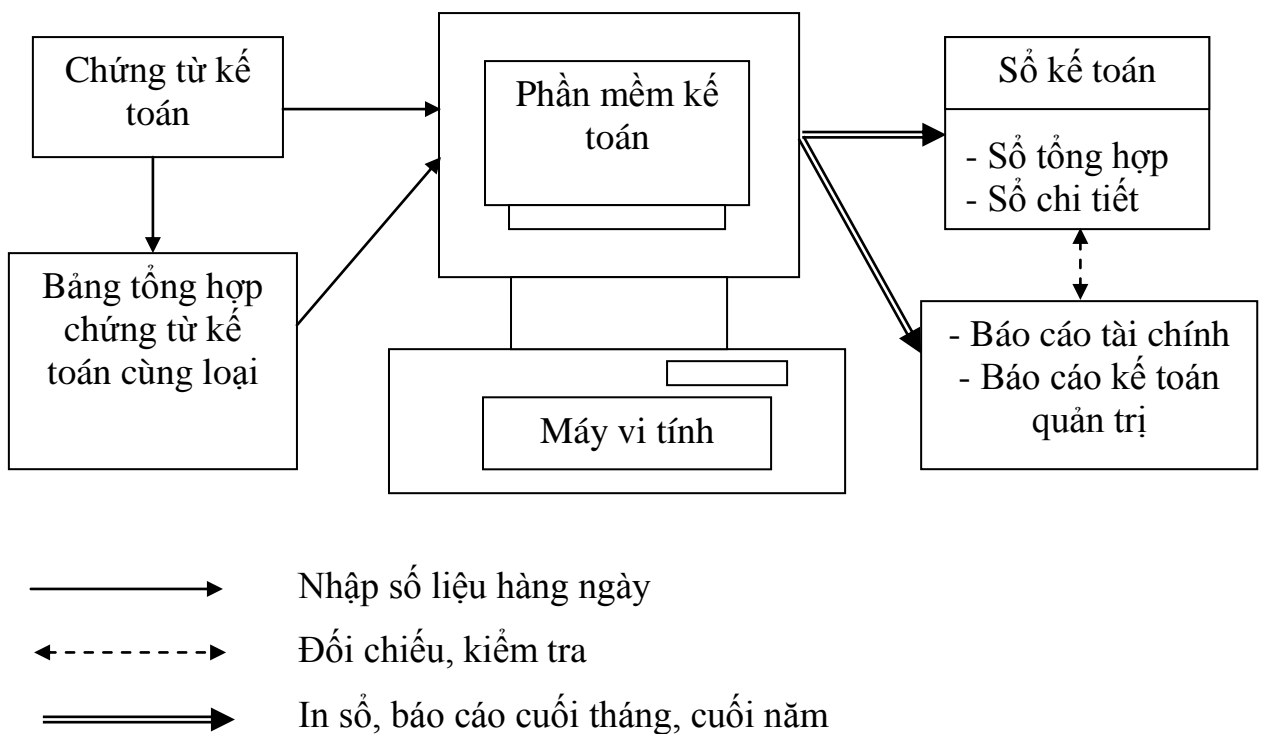 Chứng từ kế
toán
Bảng tổng hợp
chứng từ kế
toán cùng loại
Phần mềm kế
toán
Máy vi tính
Sổ kế toán
- Sổ tổng hợp
- Sổ chi tiết
- Báo cáo tài chính
- Báo cáo kế toán
quản trị
Nhập số liệu hàng ngày
Đối chiếu, kiểm tra
In sổ, báo cáo cuối tháng, cuối năm